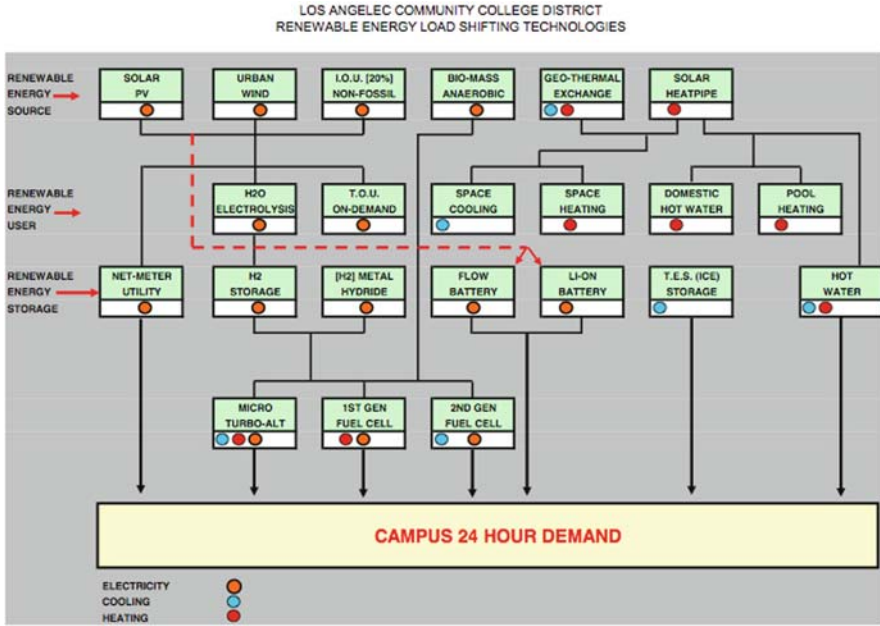 LOS ANGELEC COMMUNITY COLLEGE DISTRICT
RENEWABLE ENERGY LOAD SHIFTING TECHNOLOGIES
RENEWABLE
ENERGY
SOURCE
SOLAR
PV
URBAN
WIND
I.O.U. [20%]
NON-FOSSIL
BIO-MASS
ANAEROBIC
GEO-THERMAL
EXCHANGE
SOLAR
HEATPIPE
RENEWABLE
ENERGY
USER
H2O
ELECTROLYSIS
T.O.U.
ON-DEMAND
SPACE
COOLING
SPACE
HEATING
DOMESTIC
HOT WATER
POOL
HEATING
RENEWABLE
ENERGY
STORAGE
NET-METER
UTILITY
H2
STORAGE
[H2] METAL
HYDRIDE
FLOW
BATTERY
LI-ON
BATTERY
T.E.S. (ICE)
STORAGE
HOT
WATER
MICRO
TURBO-ALT
1ST GEN
FUEL CELL
2ND GEN
FUEL CELL
CAMPUS 24 HOUR DEMAND
ELECTRICITY
COOLING
HEATING